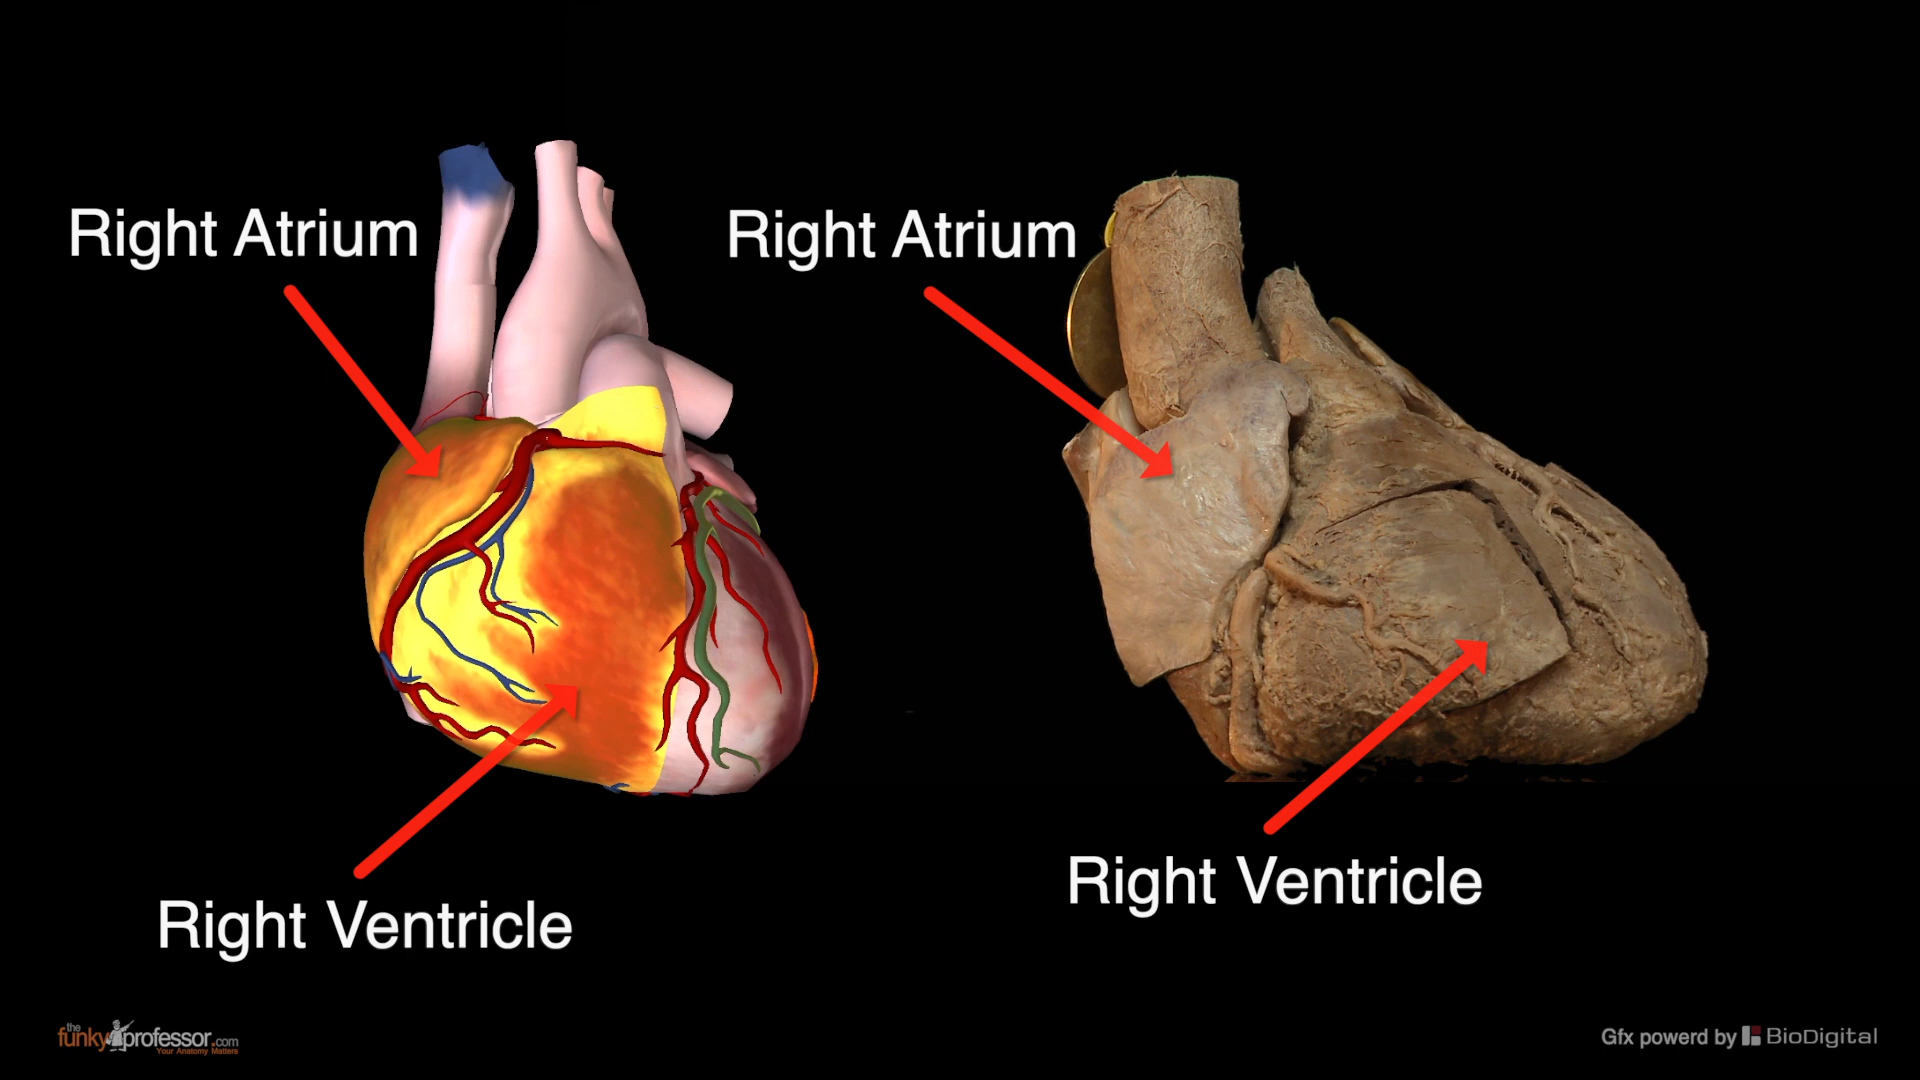 Right Atrium
Right Atrium
Right Ventricle
Right Ventricle
the
funky professor.com
Your Anatomy Matters
Gfx powerd by BioDigital